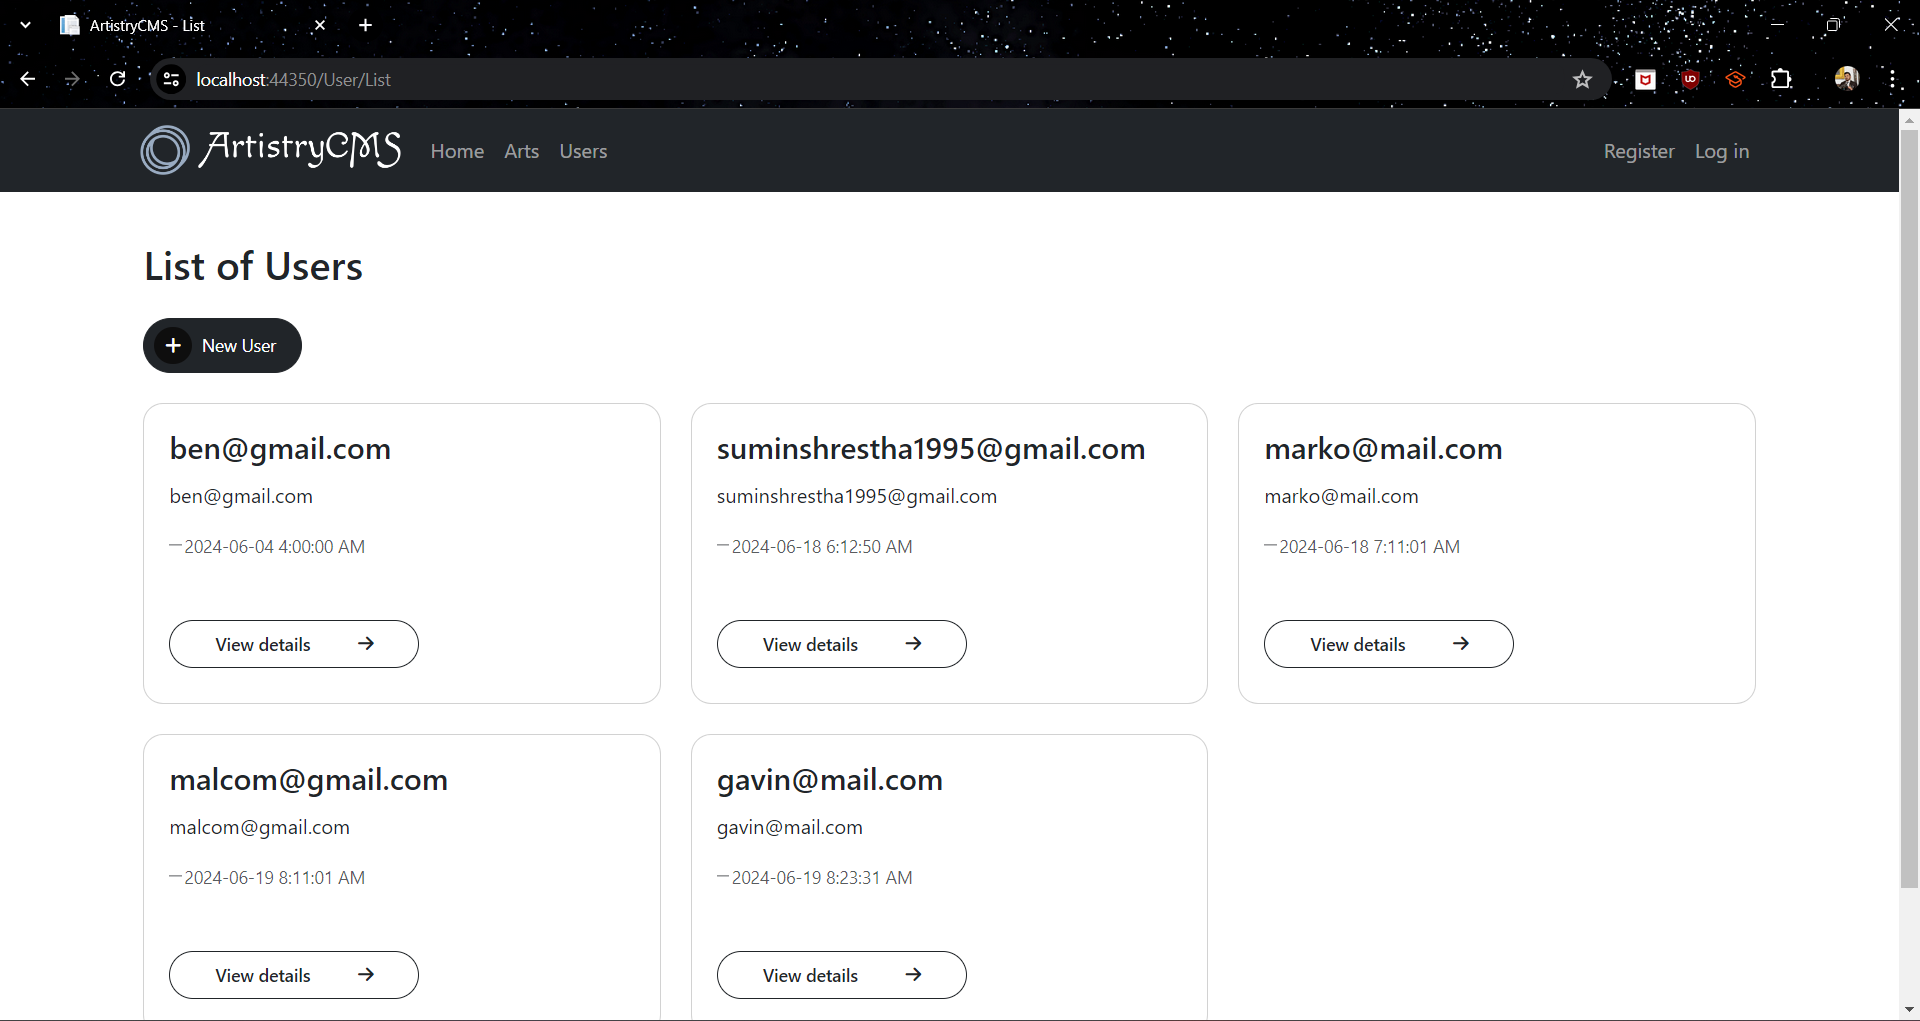 ArtistryCMS - List
localhost:44350/User/List
ArtistryCMS Home Arts Users Register Log in
List of Users
+ New User
ben@gmail.com
ben@gmail.com
—2024-06-04 4:00:00 AM
View details →
suminshrestha1995@gmail.com
suminshrestha1995@gmail.com
—2024-06-18 6:12:50 AM
View details →
marko@mail.com
marko@mail.com
—2024-06-18 7:11:01 AM
View details →
malcom@gmail.com
malcom@gmail.com
—2024-06-19 8:11:01 AM
View details →
gavin@mail.com
gavin@mail.com
—2024-06-19 8:23:31 AM
View details →